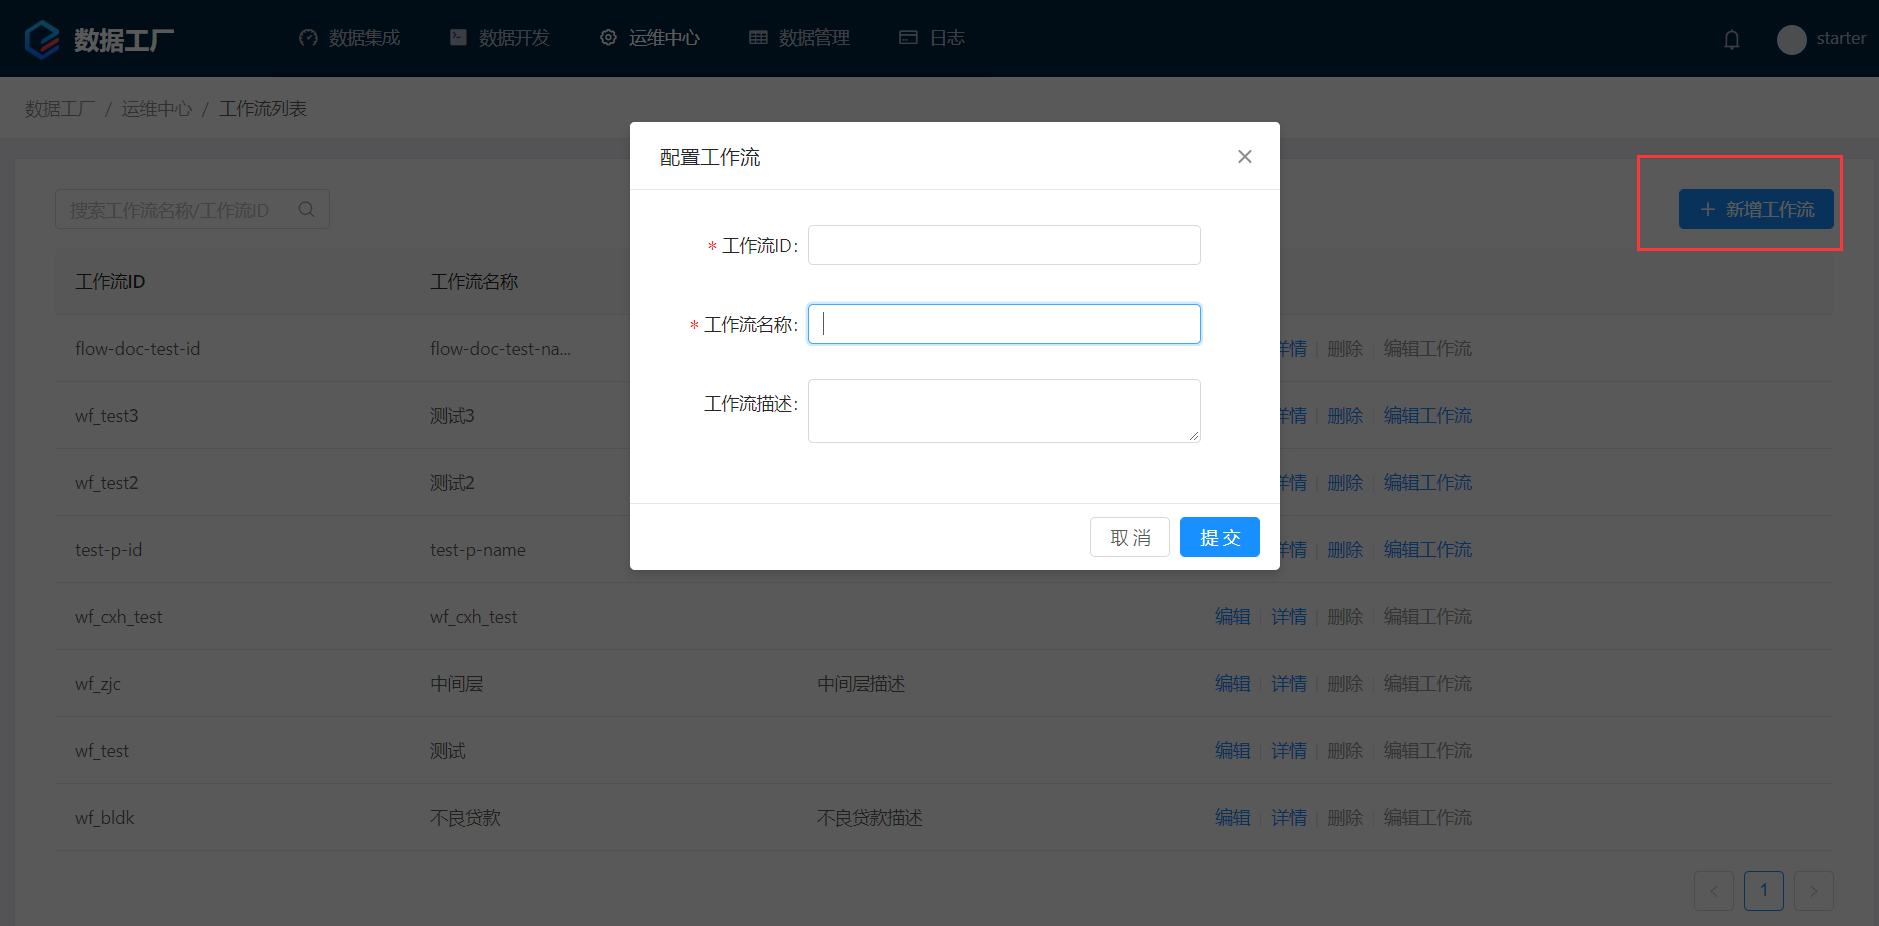 数据工厂 数据集成 数据开发 运维中心 数据管理 日志 starter
数据工厂 / 运维中心 / 工作流列表
配置工作流
搜索工作流名称/工作流ID
+ 新增工作流
* 工作流ID:
* 工作流名称:
工作流描述:
取 消 提 交
工作流ID 工作流名称
flow-doc-test-id flow-doc-test-na... 详情 删除 编辑工作流
wf_test3 测试3 详情 删除 编辑工作流
wf_test2 测试2 详情 删除 编辑工作流
test-p-id test-p-name 详情 删除 编辑工作流
wf_cxh_test wf_cxh_test 编辑 详情 删除 编辑工作流
wf_zjc 中间层 中间层描述 编辑 详情 删除 编辑工作流
wf_test 测试 编辑 详情 删除 编辑工作流
wf_bldk 不良贷款 不良贷款描述 编辑 详情 删除 编辑工作流
< 1 >